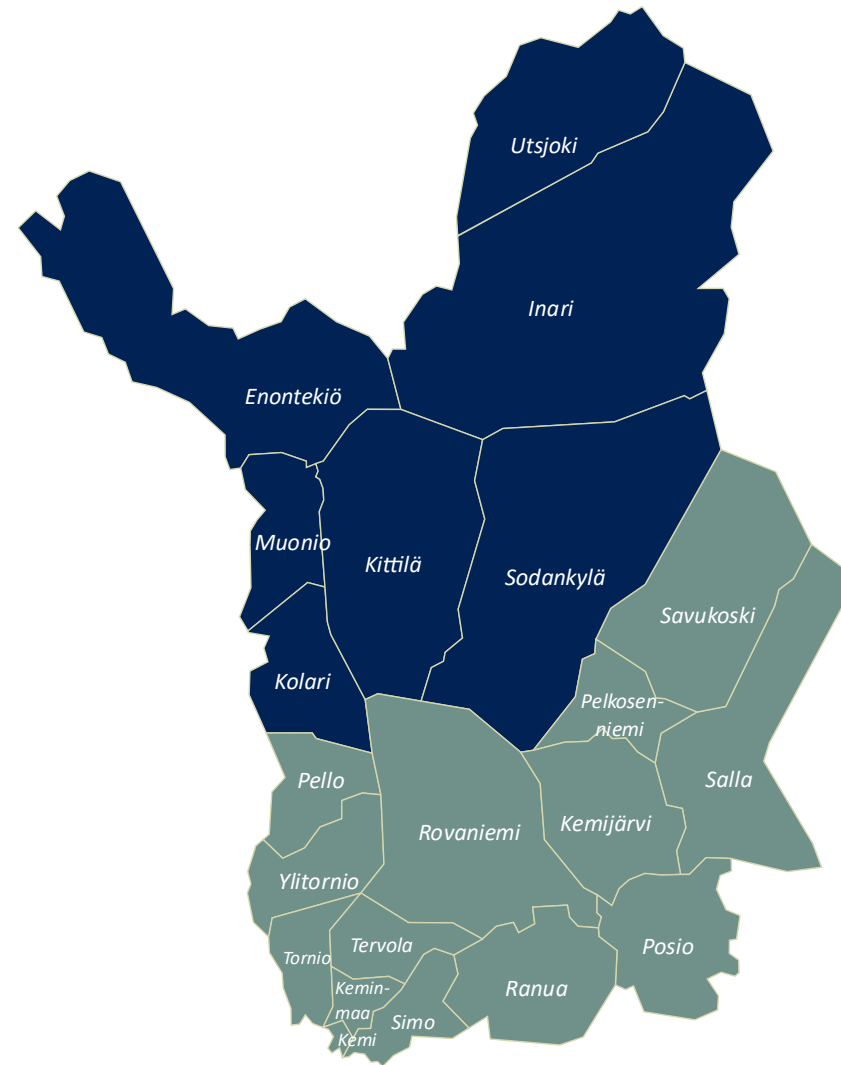 Utsjoki
Inari
Enontekiö
Muonio
Kittilä
Sodankylä
Savukoski
Kolari
Pelkosen-
niemi
Pello
Salla
Rovaniemi
Kemijärvi
Ylitornio
Tervola
Posio
Tornio
Ranua
Kemin-
maa
Simo
Kemi